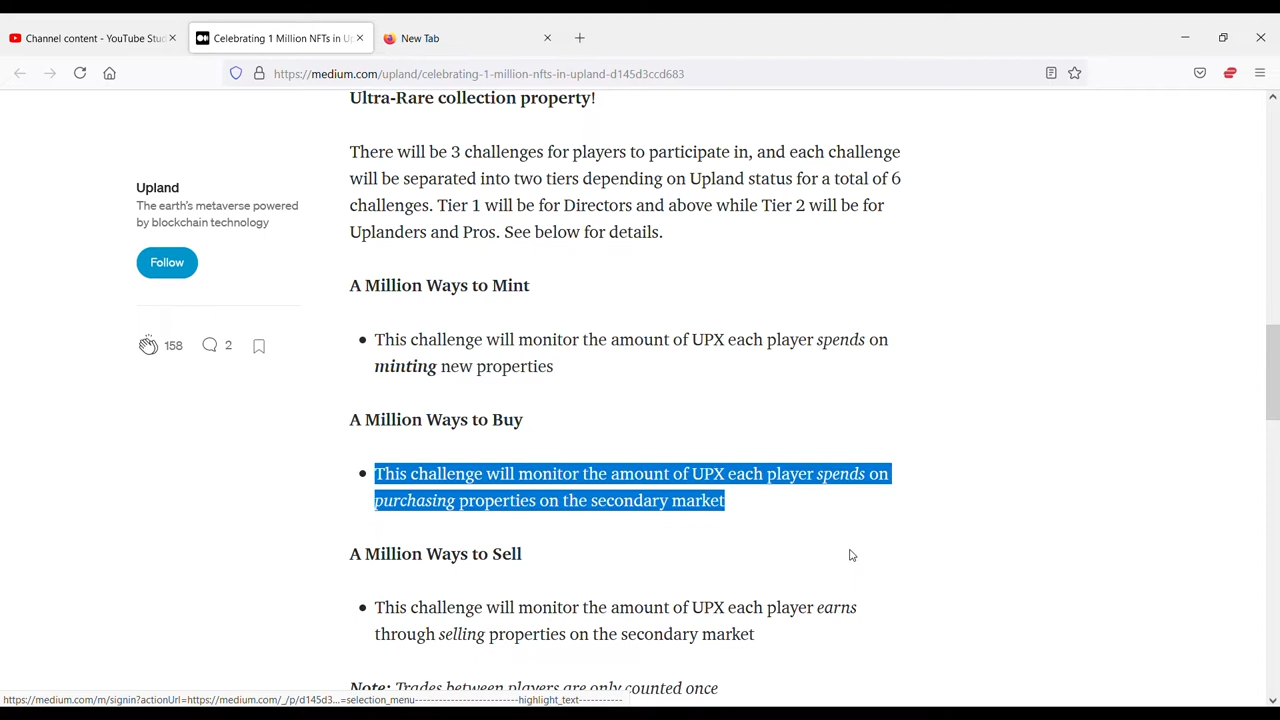 Channel content - YouTube Stud
Celebrating 1 Million NFTs in Up
New Tab
https://medium.com/upland/celebrating-1-million-nfts-in-upland-d145d3ccd683
Ultra-Rare collection property!
There will be 3 challenges for players to participate in, and each challenge
will be separated into two tiers depending on Upland status for a total of 6
challenges. Tier 1 will be for Directors and above while Tier 2 will be for
Uplanders and Pros. See below for details.
Upland
The earth's metaverse powered
by blockchain technology
Follow
158
2
A Million Ways to Mint
• This challenge will monitor the amount of UPX each player spends on
minting new properties
A Million Ways to Buy
• This challenge will monitor the amount of UPX each player spends on
purchasing properties on the secondary market
A Million Ways to Sell
• This challenge will monitor the amount of UPX each player earns
through selling properties on the secondary market
Note: Trades between players are only counted once
https://medium.com/m/signin?actionUrl=https://medium.com/_/p/d145d3...=selection_menu--------------------------highlight_text-----------